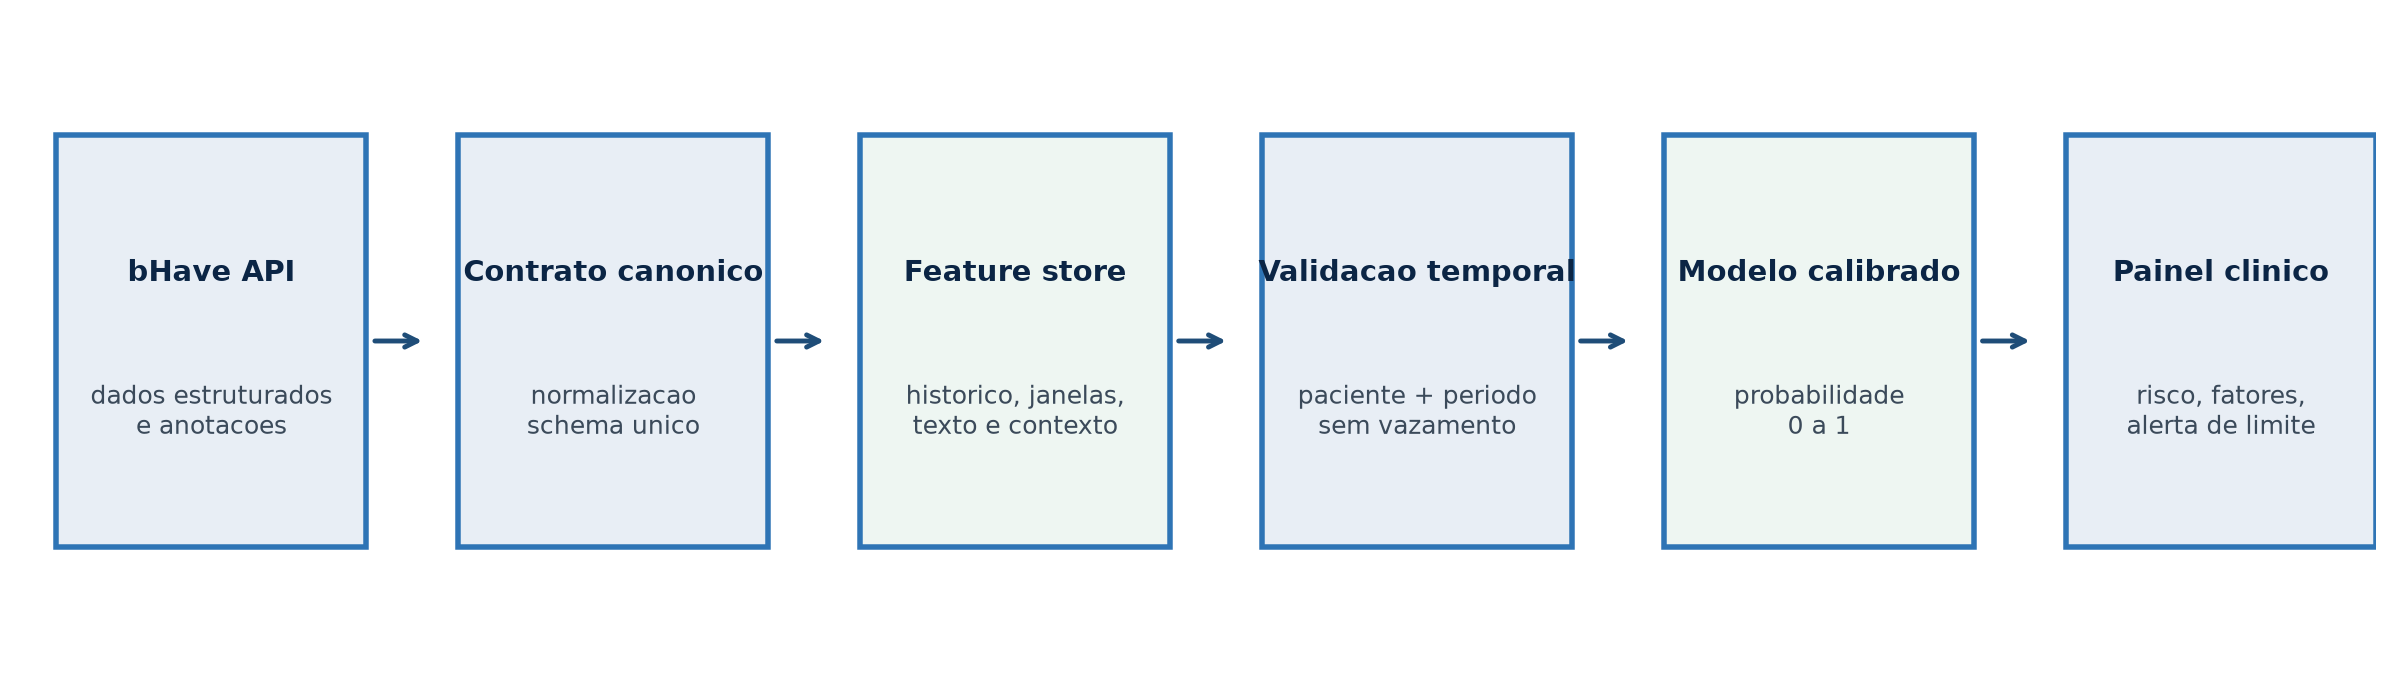 bHave API
dados estruturados
e anotacoes
Contrato canonico
normalizacao
schema unico
Feature store
historico, janelas,
texto e contexto
Validacao temporal
paciente + periodo
sem vazamento
Modelo calibrado
probabilidade
0 a 1
Painel clinico
risco, fatores,
alerta de limite